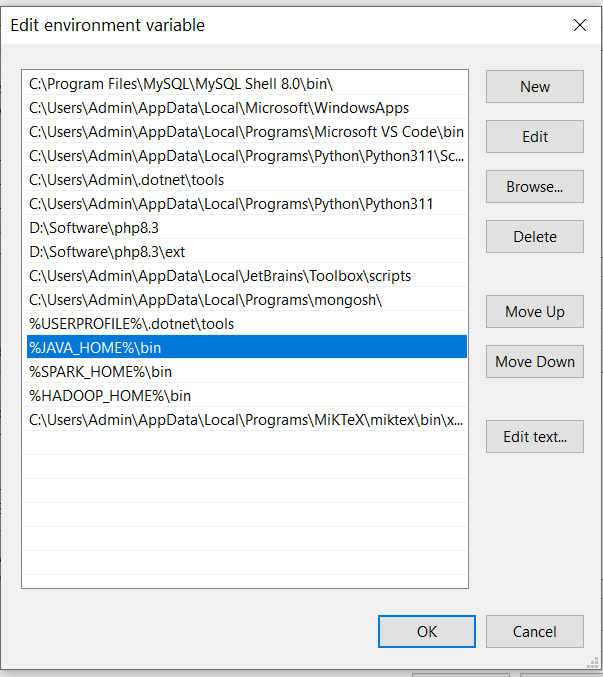 Edit environment variable
C:\Program Files\MySQL\MySQL Shell 8.0\bin\
C:\Users\Admin\AppData\Local\Microsoft\WindowsApps
C:\Users\Admin\AppData\Local\Programs\Microsoft VS Code\bin
C:\Users\Admin\AppData\Local\Programs\Python\Python311\Sc...
C:\Users\Admin\.dotnet\tools
C:\Users\Admin\AppData\Local\Programs\Python\Python311
D:\Software\php8.3
D:\Software\php8.3\ext
C:\Users\Admin\AppData\Local\JetBrains\Toolbox\scripts
C:\Users\Admin\AppData\Local\Programs\mongosh\
%USERPROFILE%\.dotnet\tools
%JAVA_HOME%\bin
%SPARK_HOME%\bin
%HADOOP_HOME%\bin
C:\Users\Admin\AppData\Local\Programs\MiKTeX\miktex\bin\x...
New
Edit
Browse...
Delete
Move Up
Move Down
Edit text...
OK
Cancel